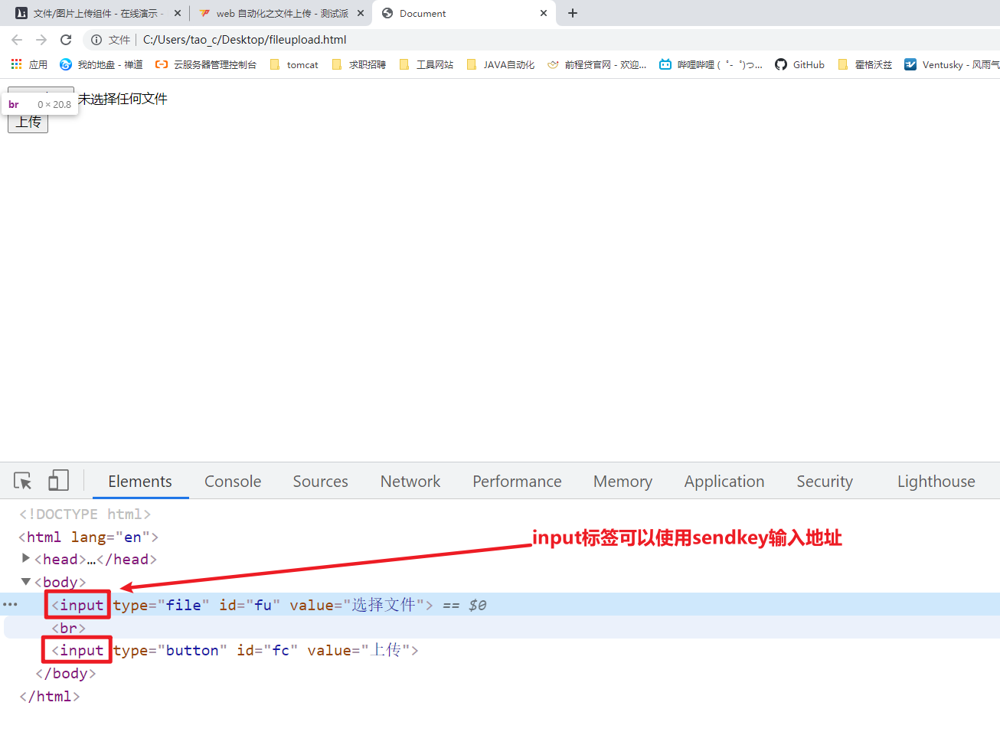 文件/图片上传组件 - 在线演示 -
web 自动化之文件上传 - 测试派
Document
文件
C:/Users/tao_c/Desktop/fileupload.html
应用
我的地盘 - 禅道
云服务器管理控制台
tomcat
求职招聘
工具网站
JAVA自动化
前程贷官网 - 欢迎...
哔哩哔哩 ( ゜- ゜)つ...
GitHub
霍格沃兹
Ventusky - 风雨气
未选择任何文件
br 0 × 20.8
上传
Elements Console Sources Network Performance Memory Application Security Lighthouse
<!DOCTYPE html>
<html lang="en">
input标签可以使用sendkey输入地址
<head>…</head>
<body>
<input type="file" id="fu" value="选择文件"> == $0
<br>
<input type="button" id="fc" value="上传">
</body>
</html>